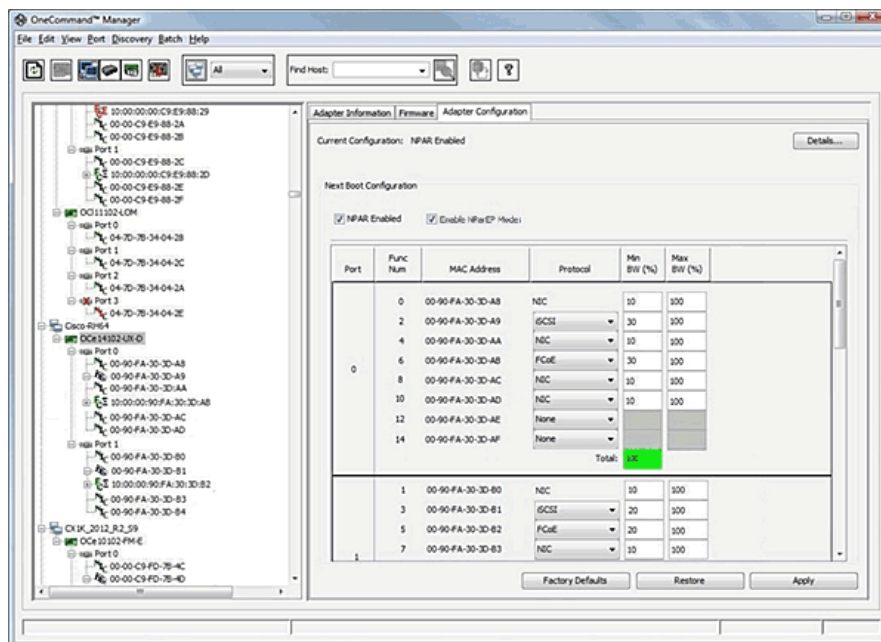 OneCommand™ Manager
File Edit View Port Discovery Batch Help
All
Find Host:
10:00:00:00:C9:E9:88:29
00-00-C9-E9-88-2A
00-00-C9-E9-88-2B
Port 1
00-00-C9-E9-88-2C
10:00:00:00:C9:E9:88:2D
00-00-C9-E9-88-2E
00-00-C9-E9-88-2F
OCl11102-LOM
Port 0
04-7D-7B-34-04-2B
Port 1
04-7D-7B-34-04-2C
Port 2
04-7D-7B-34-04-2A
Port 3
04-7D-7B-34-04-2E
Cisco-RH64
OCe14102-UX-D
Port 0
00-90-FA-30-3D-A8
00-90-FA-30-3D-A9
00-90-FA-30-3D-AA
10:00:00:90:FA:30:3D:AB
00-90-FA-30-3D-AC
00-90-FA-30-3D-AD
Port 1
00-90-FA-30-3D-B0
00-90-FA-30-3D-B1
10:00:00:90:FA:30:3D:B2
00-90-FA-30-3D-B3
00-90-FA-30-3D-B4
CX1K_2012_R2_S9
OCe10102-FM-E
Port 0
00-00-C9-FD-7B-4C
00-00-C9-FD-7B-4D
Adapter Information Firmware Adapter Configuration
Current Configuration: NPAR Enabled
Details...
Next Boot Configuration
NPAR Enabled Enable NParEP Mode
Port Func Num MAC Address Protocol Min BW (%) Max BW (%)
0
0 00-90-FA-30-3D-A8 NIC 10 100
2 00-90-FA-30-3D-A9 iSCSI 30 100
4 00-90-FA-30-3D-AA NIC 10 100
6 00-90-FA-30-3D-AB FCoE 30 100
8 00-90-FA-30-3D-AC NIC 10 100
10 00-90-FA-30-3D-AD NIC 10 100
12 00-90-FA-30-3D-AE None
14 00-90-FA-30-3D-AF None
Total:
1
1 00-90-FA-30-3D-B0 NIC 10 100
3 00-90-FA-30-3D-B1 iSCSI 20 100
5 00-90-FA-30-3D-B2 FCoE 20 100
7 00-90-FA-30-3D-B3 NIC 10 100
Factory Defaults Restore Apply